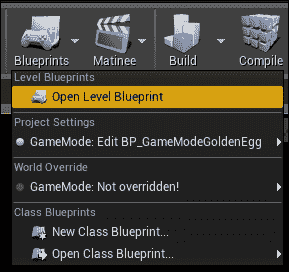 Blueprints
Matinee
Build
Compile
Level Blueprints
Open Level Blueprint
Project Settings
GameMode: Edit BP_GameModeGoldenEgg
World Override
GameMode: Not overridden!
Class Blueprints
New Class Blueprint...
Open Class Blueprint...